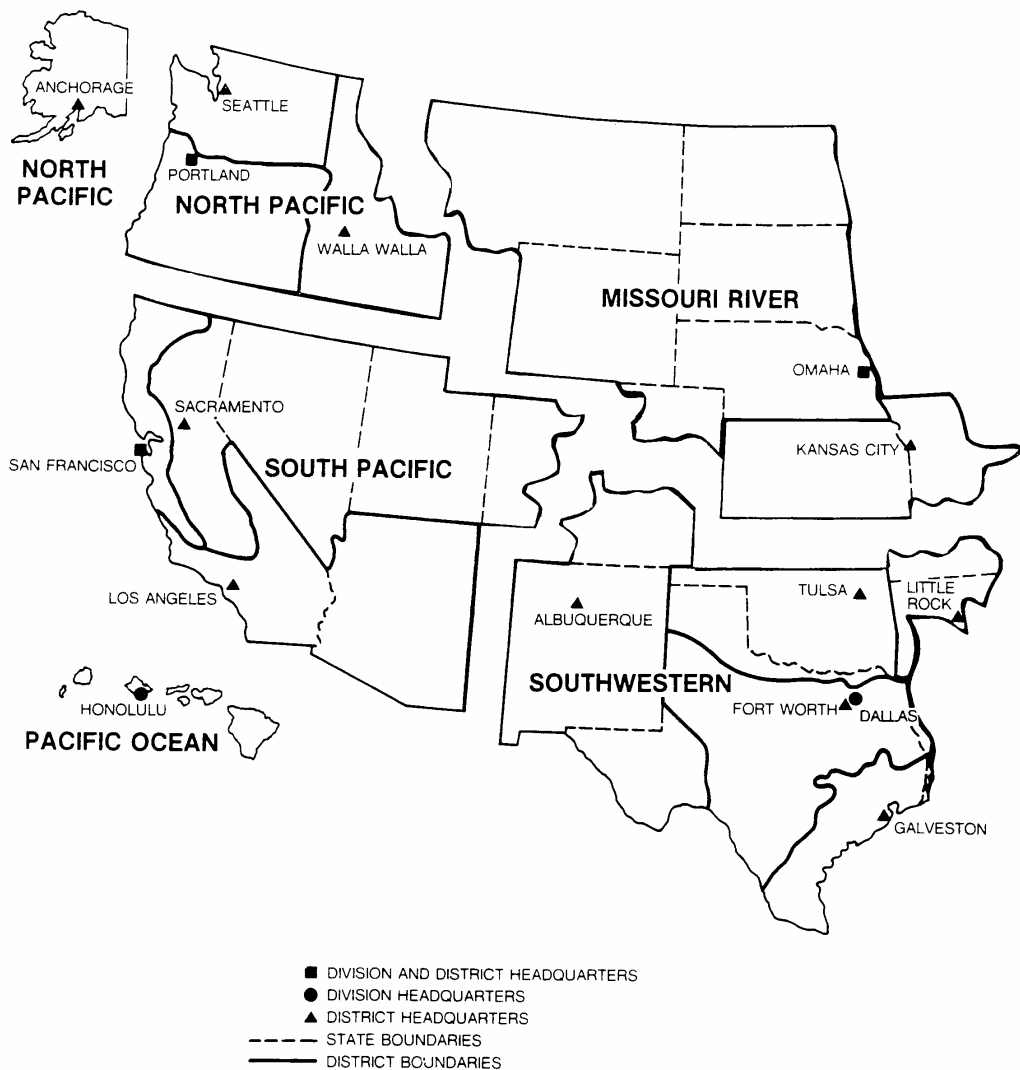 ANCHORAGE
NORTH
PACIFIC
SEATTLE
PORTLAND
NORTH PACIFIC
WALLA WALLA
MISSOURI RIVER
OMAHA
KANSAS CITY
SACRAMENTO
SAN FRANCISCO
SOUTH PACIFIC
LOS ANGELES
HONOLULU
PACIFIC OCEAN
ALBUQUERQUE
TULSA
LITTLE
ROCK
SOUTHWESTERN
FORT WORTH
DALLAS
GALVESTON
DIVISION AND DISTRICT HEADQUARTERS
DIVISION HEADQUARTERS
DISTRICT HEADQUARTERS
STATE BOUNDARIES
DISTRICT BOUNDARIES